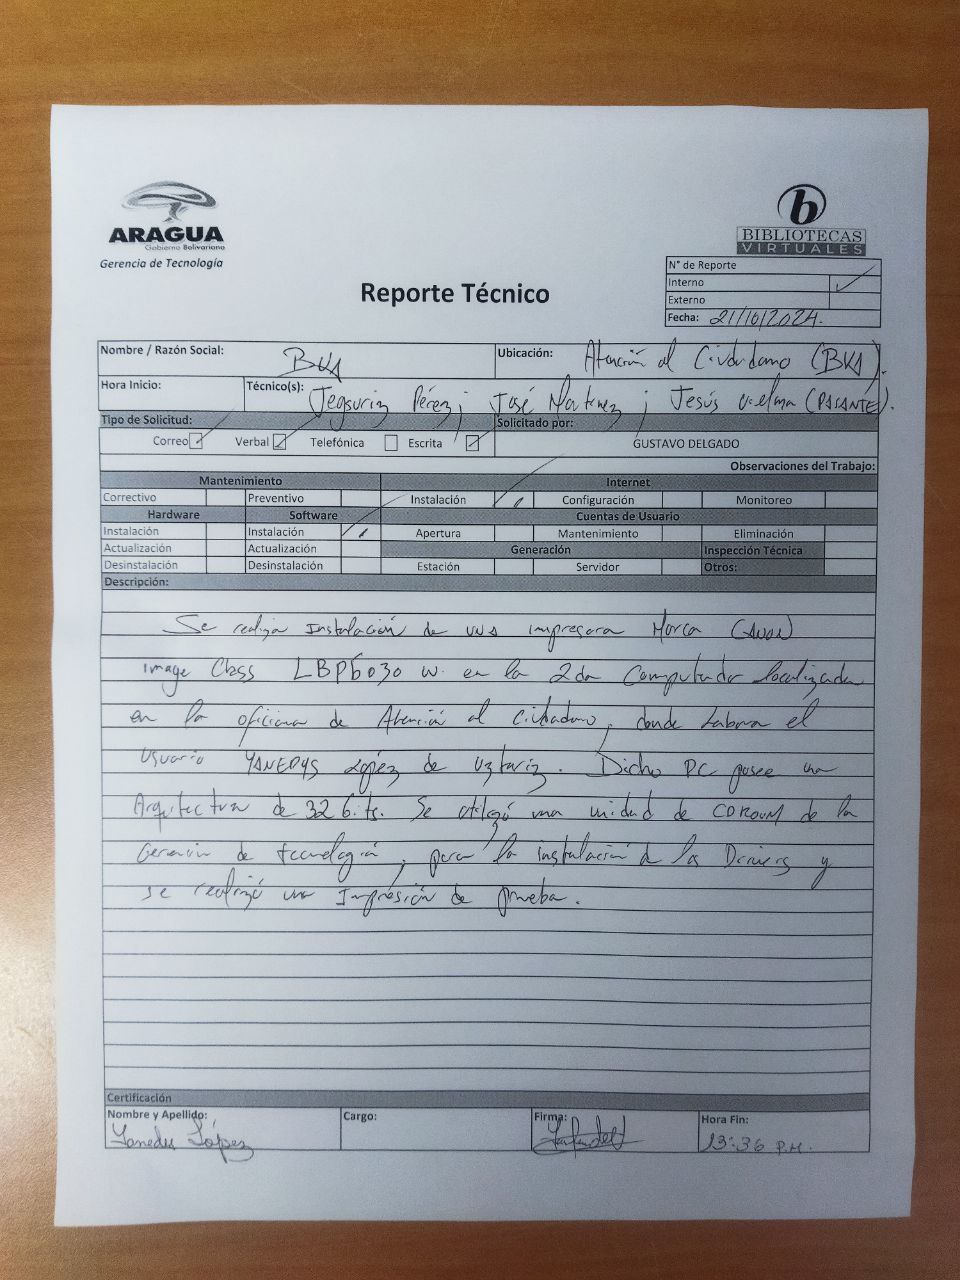 ARAGUA
Gobierno Bolivariano
Gerencia de Tecnología
b
BIBLIOTECAS
VIRTUALES
Reporte Técnico
N° de Reporte
Interno
Externo
Fecha: 21/10/2024.
Nombre / Razón Social: BVA
Ubicación: Atención al Ciudadano (BVA).
Hora Inicio:
Técnico(s): Pérez; José Martinez; Jesús Vielma (PASANTE).
Tipo de Solicitud:
Solicitado por:
Correo Verbal Telefónica Escrita
GUSTAVO DELGADO
Observaciones del Trabajo:
Mantenimiento Internet
Correctivo Preventivo Instalación Configuración Monitoreo
Hardware Software Cuentas de Usuario
Instalación Instalación Apertura Mantenimiento Eliminación
Actualización Actualización Generación Inspección Técnica
Desinstalación Desinstalación Estación Servidor Otros:
Descripción:
Se realiza Instalación de una impresora Marca Canon
Image Class LBP6030 w. en la 2da Computador localizada
en la oficina de Atención al Ciudadano, donde labora el
Usuario YANEDYS López de Uztariz. Dicho PC posee una
Arquitectura de 32 Bits. Se utilizó una unidad de CDROUM de la
Gerencia de tecnología, para la instalación de los Drivers y
se realizó una Impresión de prueba.
Certificación
Nombre y Apellido:
Yanedys López
Cargo:
Firma:
Hora Fin:
13:36 P.M.